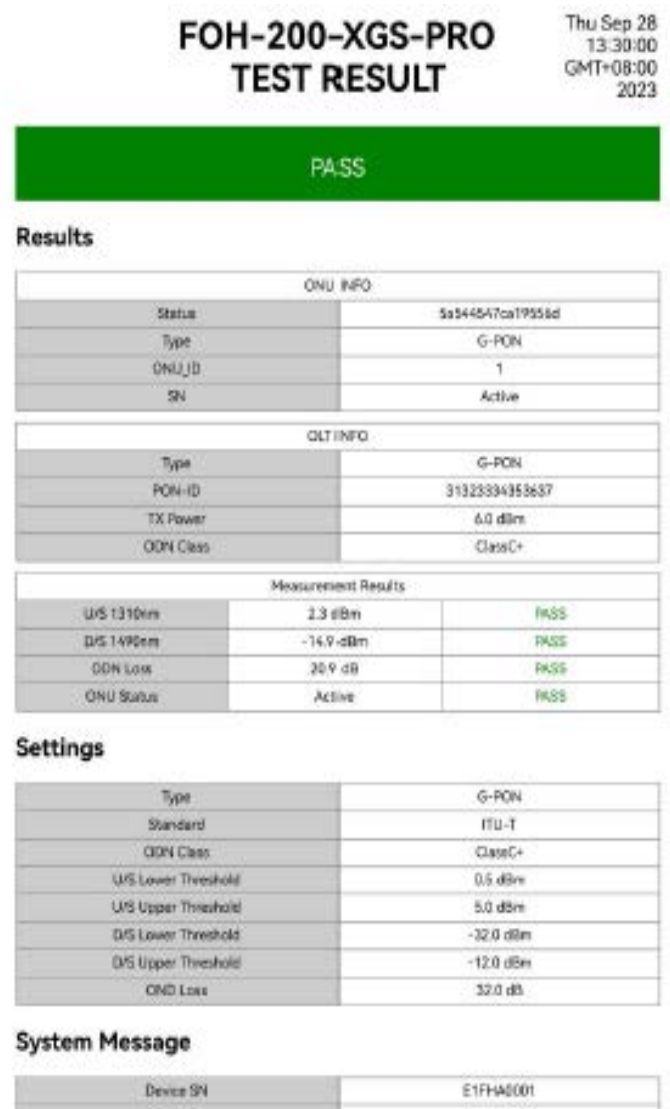 FOH-200-XGS-PRO
TEST RESULT
Thu Sep 28
13:30:00
GMT+08:00
2023
PASS
Results
ONU INFO
Status 5a544547ca19556d
Type G-PON
ONU_ID 1
SN Active
OLT INFO
Type G-PON
PON-ID 31323334353637
TX Power 6.0 dBm
ODN Class ClassC+
Measurement Results
U/S 1310nm 2.3 dBm PASS
D/S 1490nm -14.9 dBm PASS
ODN Loss 20.9 dB PASS
ONU Status Active PASS
Settings
Type G-PON
Standard ITU-T
ODN Class ClassC+
U/S Lower Threshold 0.5 dBm
U/S Upper Threshold 5.0 dBm
D/S Lower Threshold -32.0 dBm
D/S Upper Threshold -12.0 dBm
OND Loss 32.0 dB
System Message
Device SN E1FHA0001